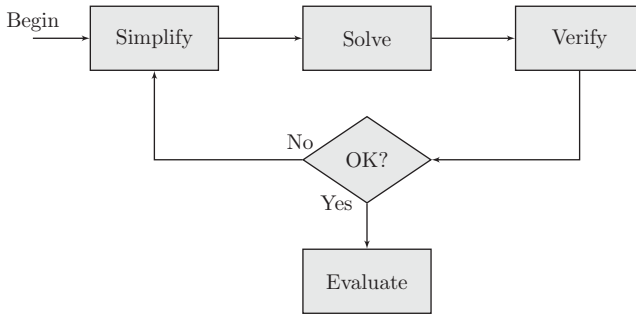 Begin
Simplify
Solve
Verify
No
OK?
Yes
Evaluate